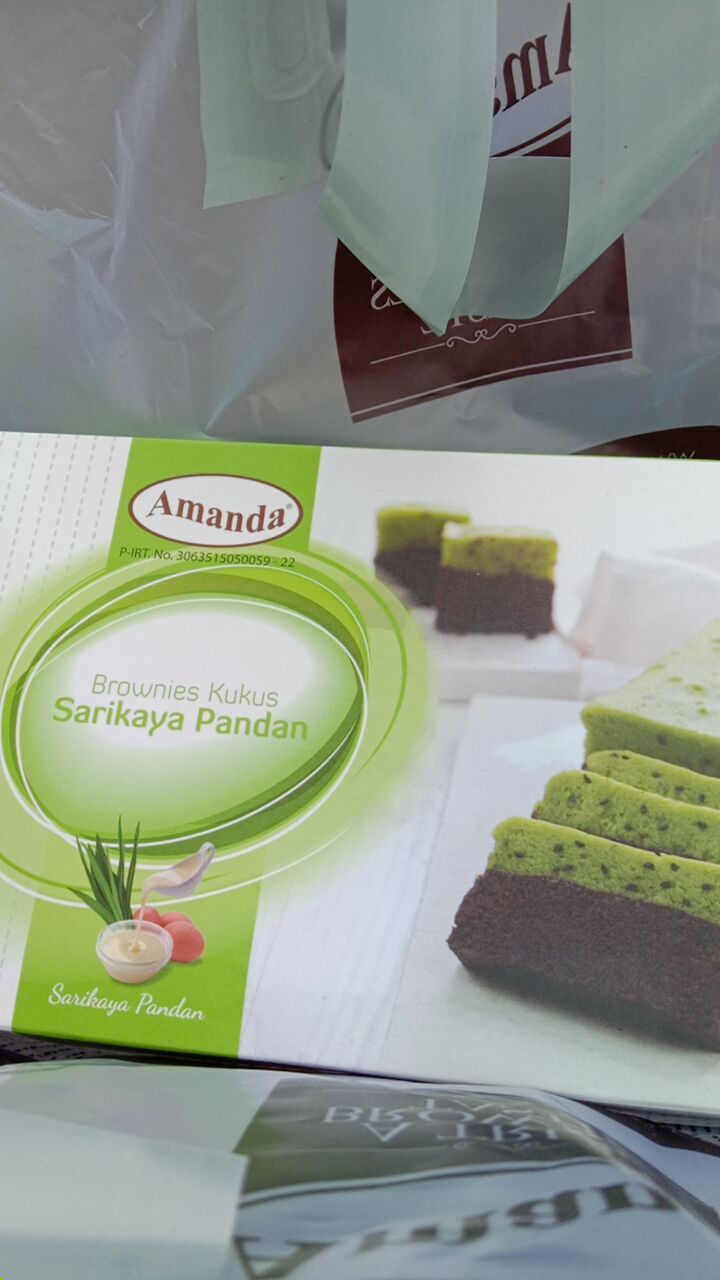 Amanda
P-IRT. No. 3063515050059 - 22
Brownies Kukus
Sarikaya Pandan
Sarikaya Pandan